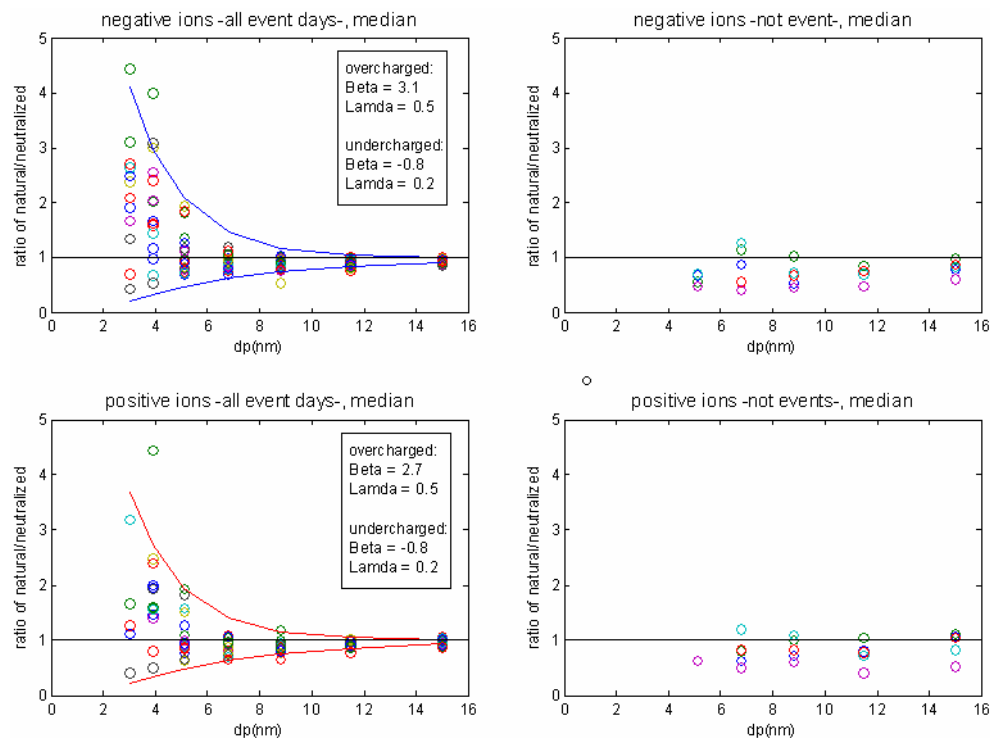 negative ions -all event days-, median
5
4
3
2
1
0
ratio of natural/neutralized
overcharged:
Beta = 3.1
Lamda = 0.5
undercharged:
Beta = -0.8
Lamda = 0.2
0 2 4 6 8 10 12 14 16
dp(nm)
negative ions -not event-, median
5
4
3
2
1
0
ratio of natural/neutralized
0 2 4 6 8 10 12 14 16
dp(nm)
positive ions -all event days-, median
5
4
3
2
1
0
ratio of natural/neutralized
overcharged:
Beta = 2.7
Lamda = 0.5
undercharged:
Beta = -0.8
Lamda = 0.2
0 2 4 6 8 10 12 14 16
dp(nm)
positive ions -not events-, median
5
4
3
2
1
0
ratio of natural/neutralized
0 2 4 6 8 10 12 14 16
dp(nm)